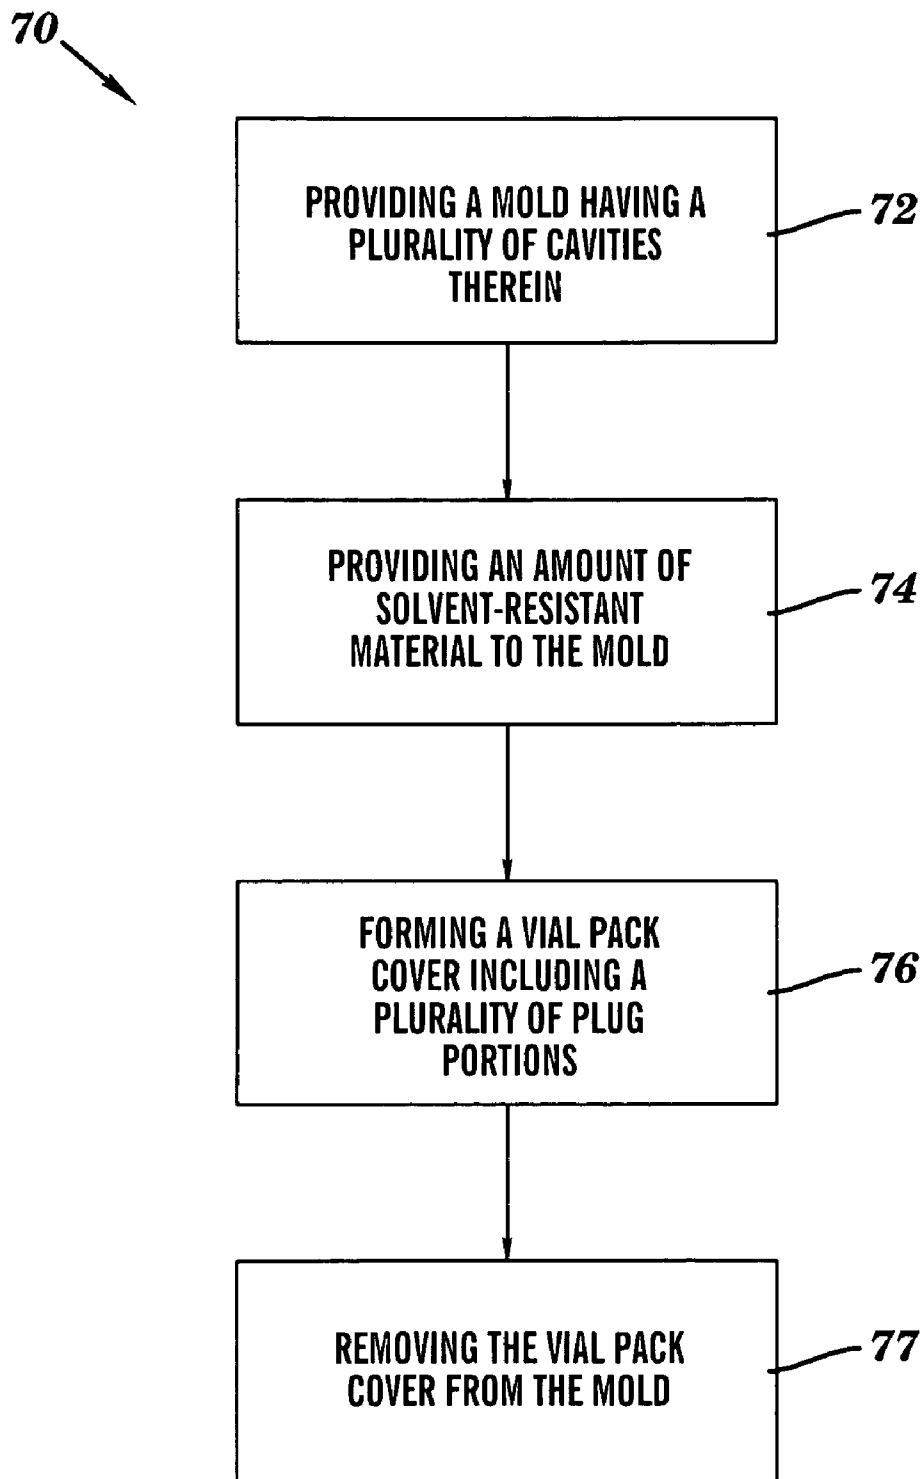 70
PROVIDING A MOLD HAVING A
PLURALITY OF CAVITIES
THEREIN
72
PROVIDING AN AMOUNT OF
SOLVENT-RESISTANT
MATERIAL TO THE MOLD
74
FORMING A VIAL PACK
COVER INCLUDING A
PLURALITY OF PLUG
PORTIONS
76
REMOVING THE VIAL PACK
COVER FROM THE MOLD
77